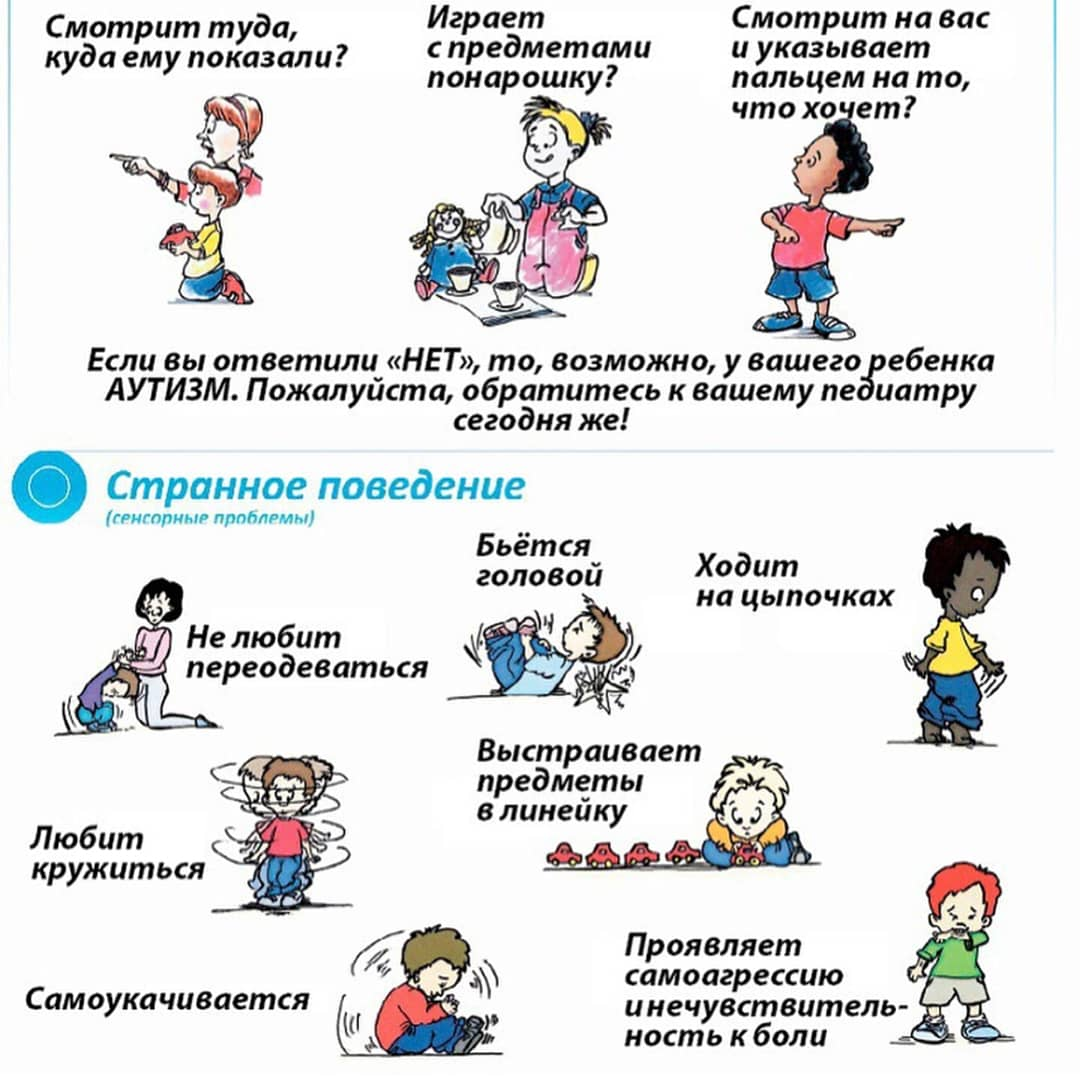 Смотрит туда,
куда ему показали?
Играет
с предметами
понарошку?
Смотрит на вас
и указывает
пальцем на то,
что хочет?
Если вы ответили «НЕТ», то, возможно, у вашего ребенка
АУТИЗМ. Пожалуйста, обратитесь к вашему педиатру
сегодня же!
Странное поведение
(сенсорные проблемы)
Не любит
переодеваться
Бьётся
головой
Ходит
на цыпочках
Любит
кружиться
Выстраивает
предметы
в линейку
Самоукачивается
Проявляет
самоагрессию
и нечувствитель-
ность к боли